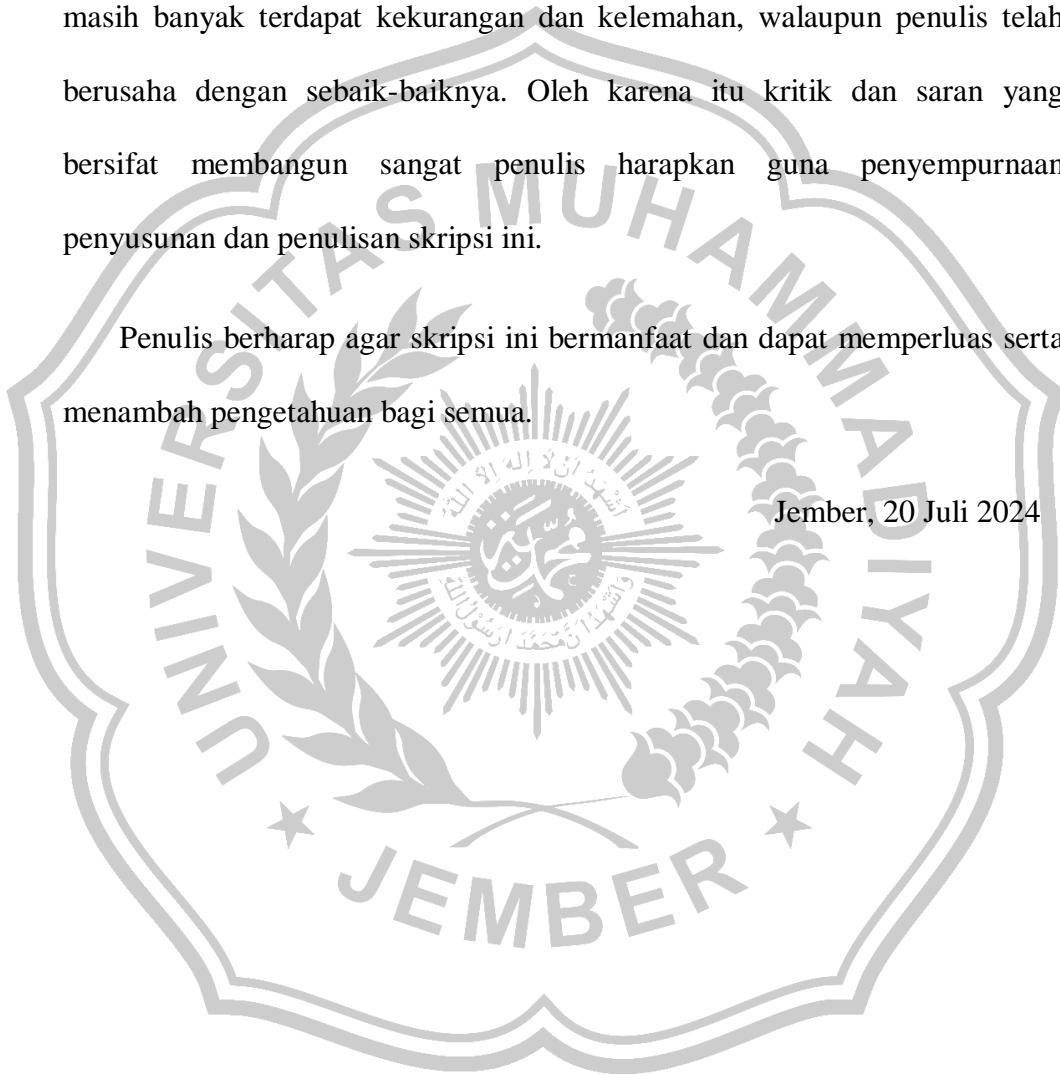 masih banyak terdapat kekurangan dan kelemahan, walaupun penulis telah
berusaha dengan sebaik-baiknya. Oleh karena itu kritik dan saran yang
bersifat membangun sangat penulis harapkan guna penyempurnaan
penyusunan dan penulisan skripsi ini.
Penulis berharap agar skripsi ini bermanfaat dan dapat memperluas serta
menambah pengetahuan bagi semua.
Jember, 20 Juli 2024
UNIVERSITAS MUHAMMADIYAH
JEMBER